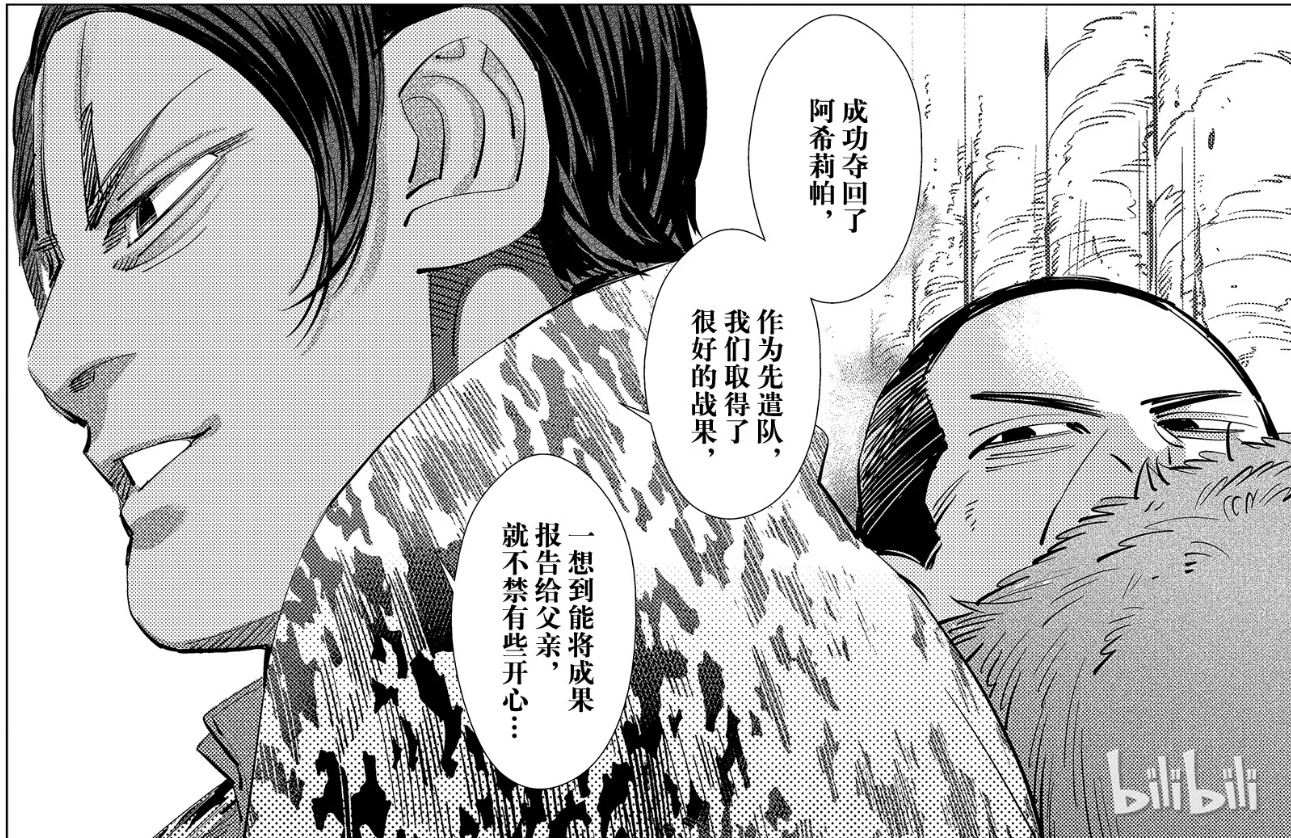 成功夺回了
阿希莉帕，
作为先遣队，
我们取得了
很好的战果，
一想到能将成果
报告给父亲，
就不禁有些开心…
bilibili